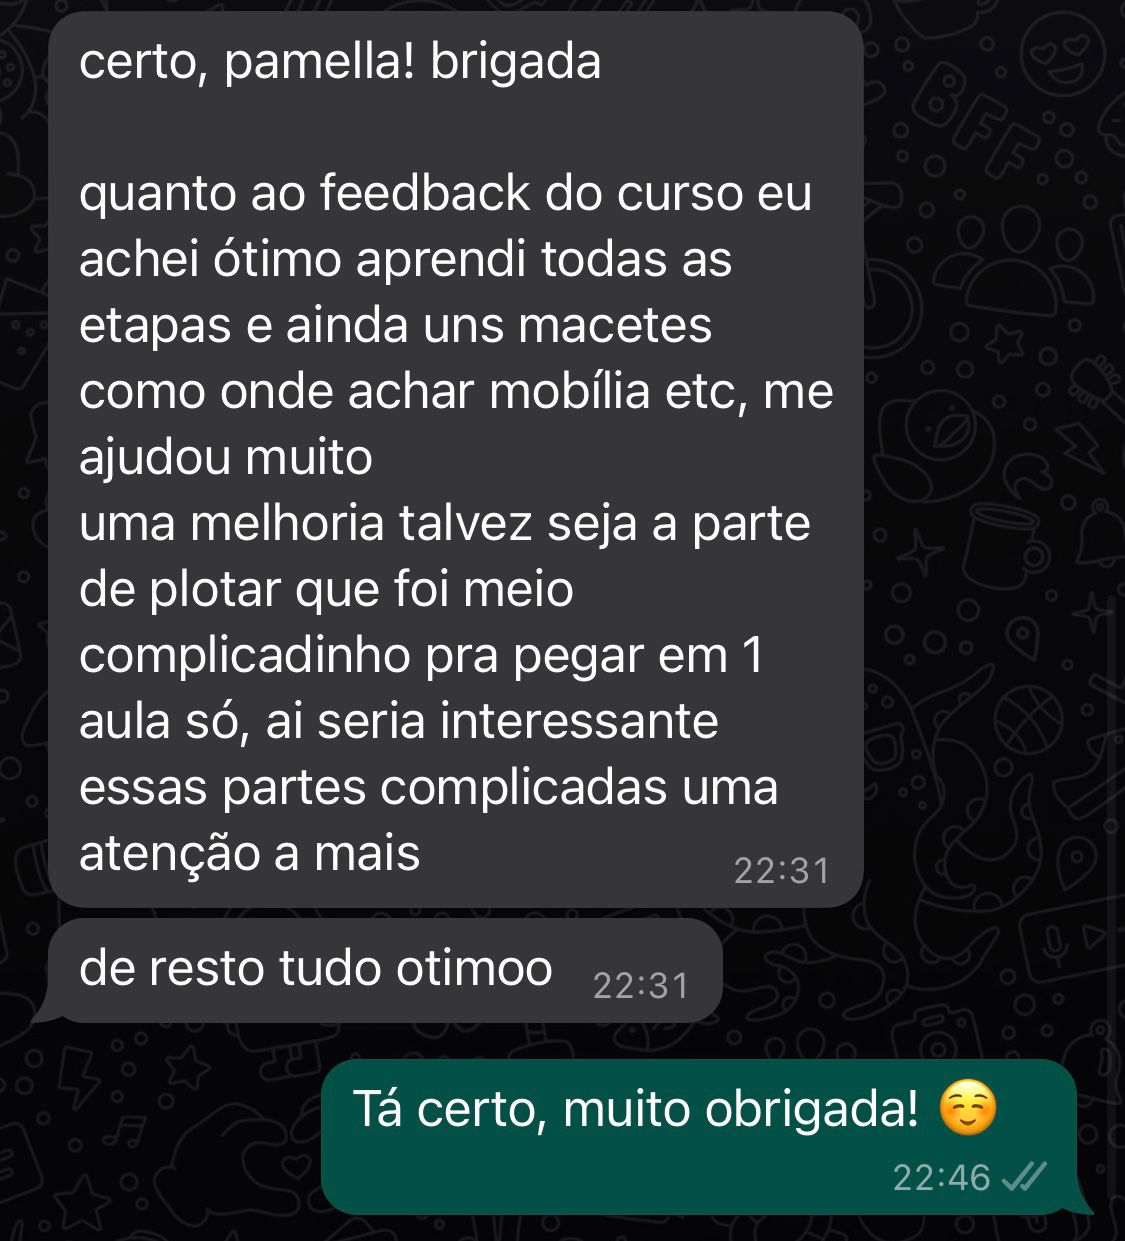 certo, pamella! brigada
quanto ao feedback do curso eu
achei ótimo aprendi todas as
etapas e ainda uns macetes
como onde achar mobília etc, me
ajudou muito
uma melhoria talvez seja a parte
de plotar que foi meio
complicadinho pra pegar em 1
aula só, ai seria interessante
essas partes complicadas uma
atenção a mais
22:31
de resto tudo otimoo
22:31
Tá certo, muito obrigada! ☺️
22:46
BFF